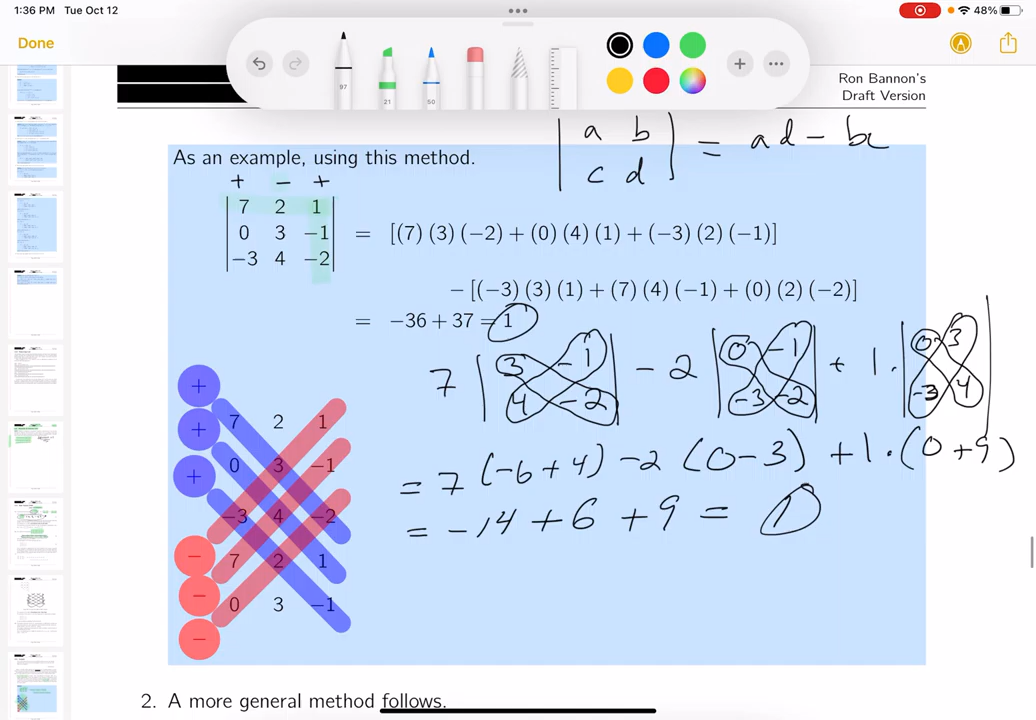 1:36 PM Tue Oct 12
48%
Done
97
21
50
Ron Bannon's
Draft Version
| a b | = ad - bc
| c d |
As an example, using this method.
+ − +
| 7 2 1 |
| 0 3 −1 | = [(7) (3) (−2) + (0) (4) (1) + (−3) (2) (−1)]
| −3 4 −2 |
− [(−3) (3) (1) + (7) (4) (−1) + (0) (2) (−2)]
= −36 + 37 = 1
7 | 3 −1 | − 2 | 0 −1 | + 1 · | 0 3 |
| 4 −2 | | −3 −2 | | −3 4 |
= 7 (−6 + 4) −2 (0 − 3) + 1 · (0 + 9)
= −14 + 6 + 9 = 1
+
+ 7 2 1
+ 0 3 −1
−3 4 −2
− 7 2 1
− 0 3 −1
−
2. A more general method follows.